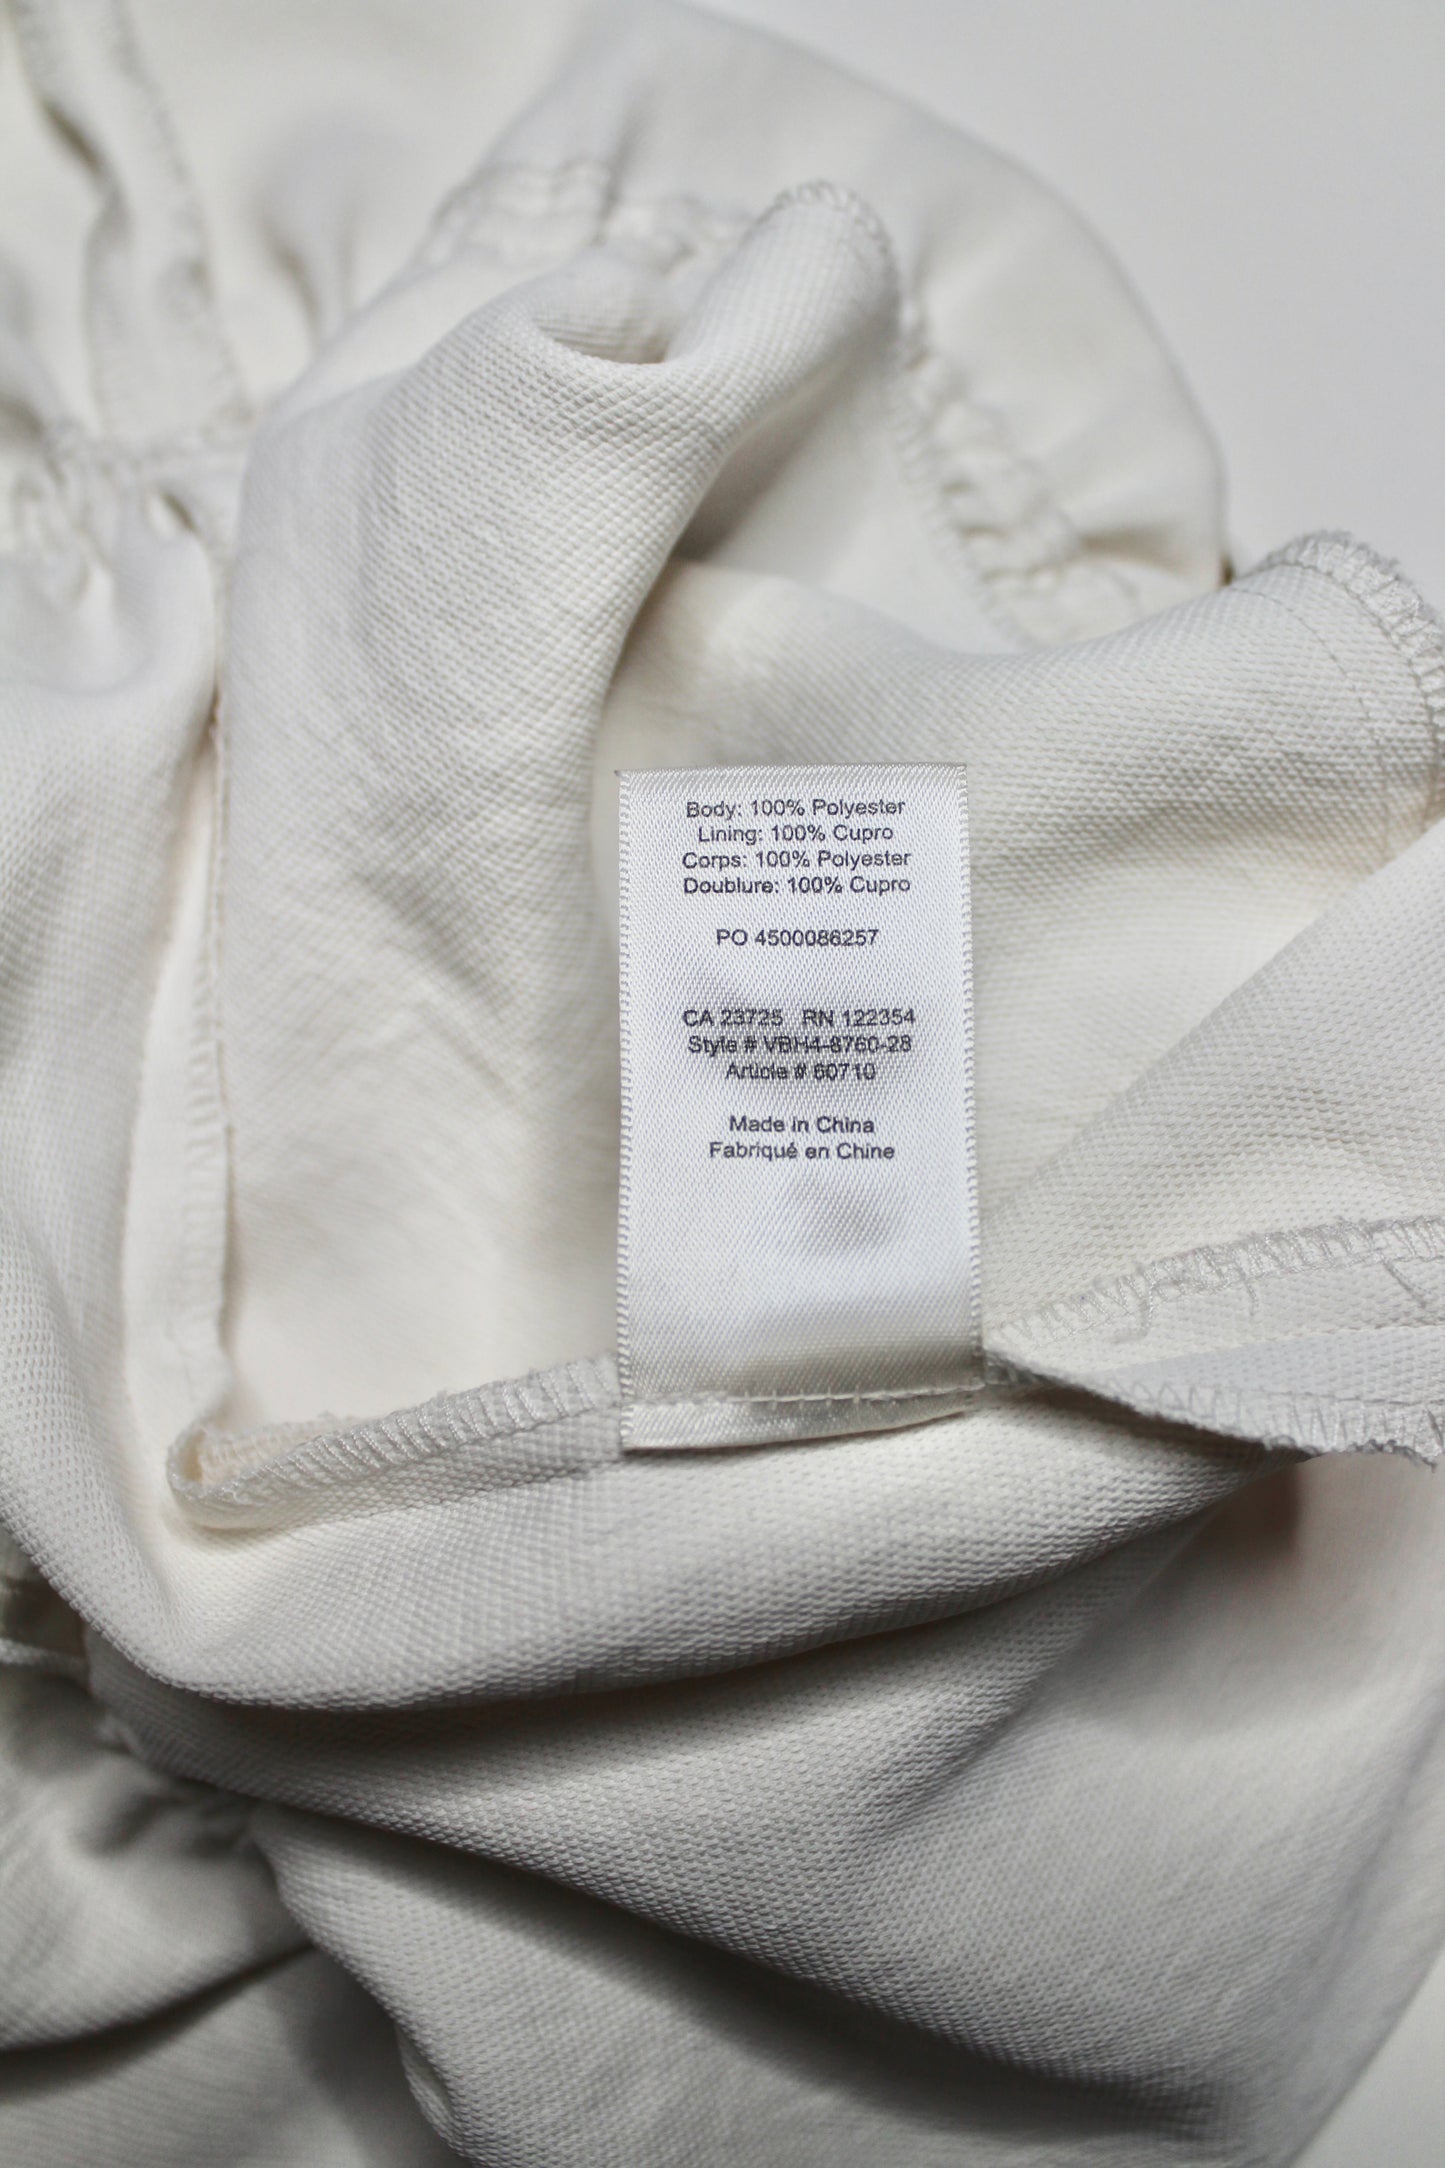 Body: 100% Polyester
Lining: 100% Cupro
Corps: 100% Polyester
Doublure: 100% Cupro
PO 4500086257
CA 23725 RN 122354
Style # VBH4-8760-28
Article # 60710
Made in China
Fabriqué en Chine